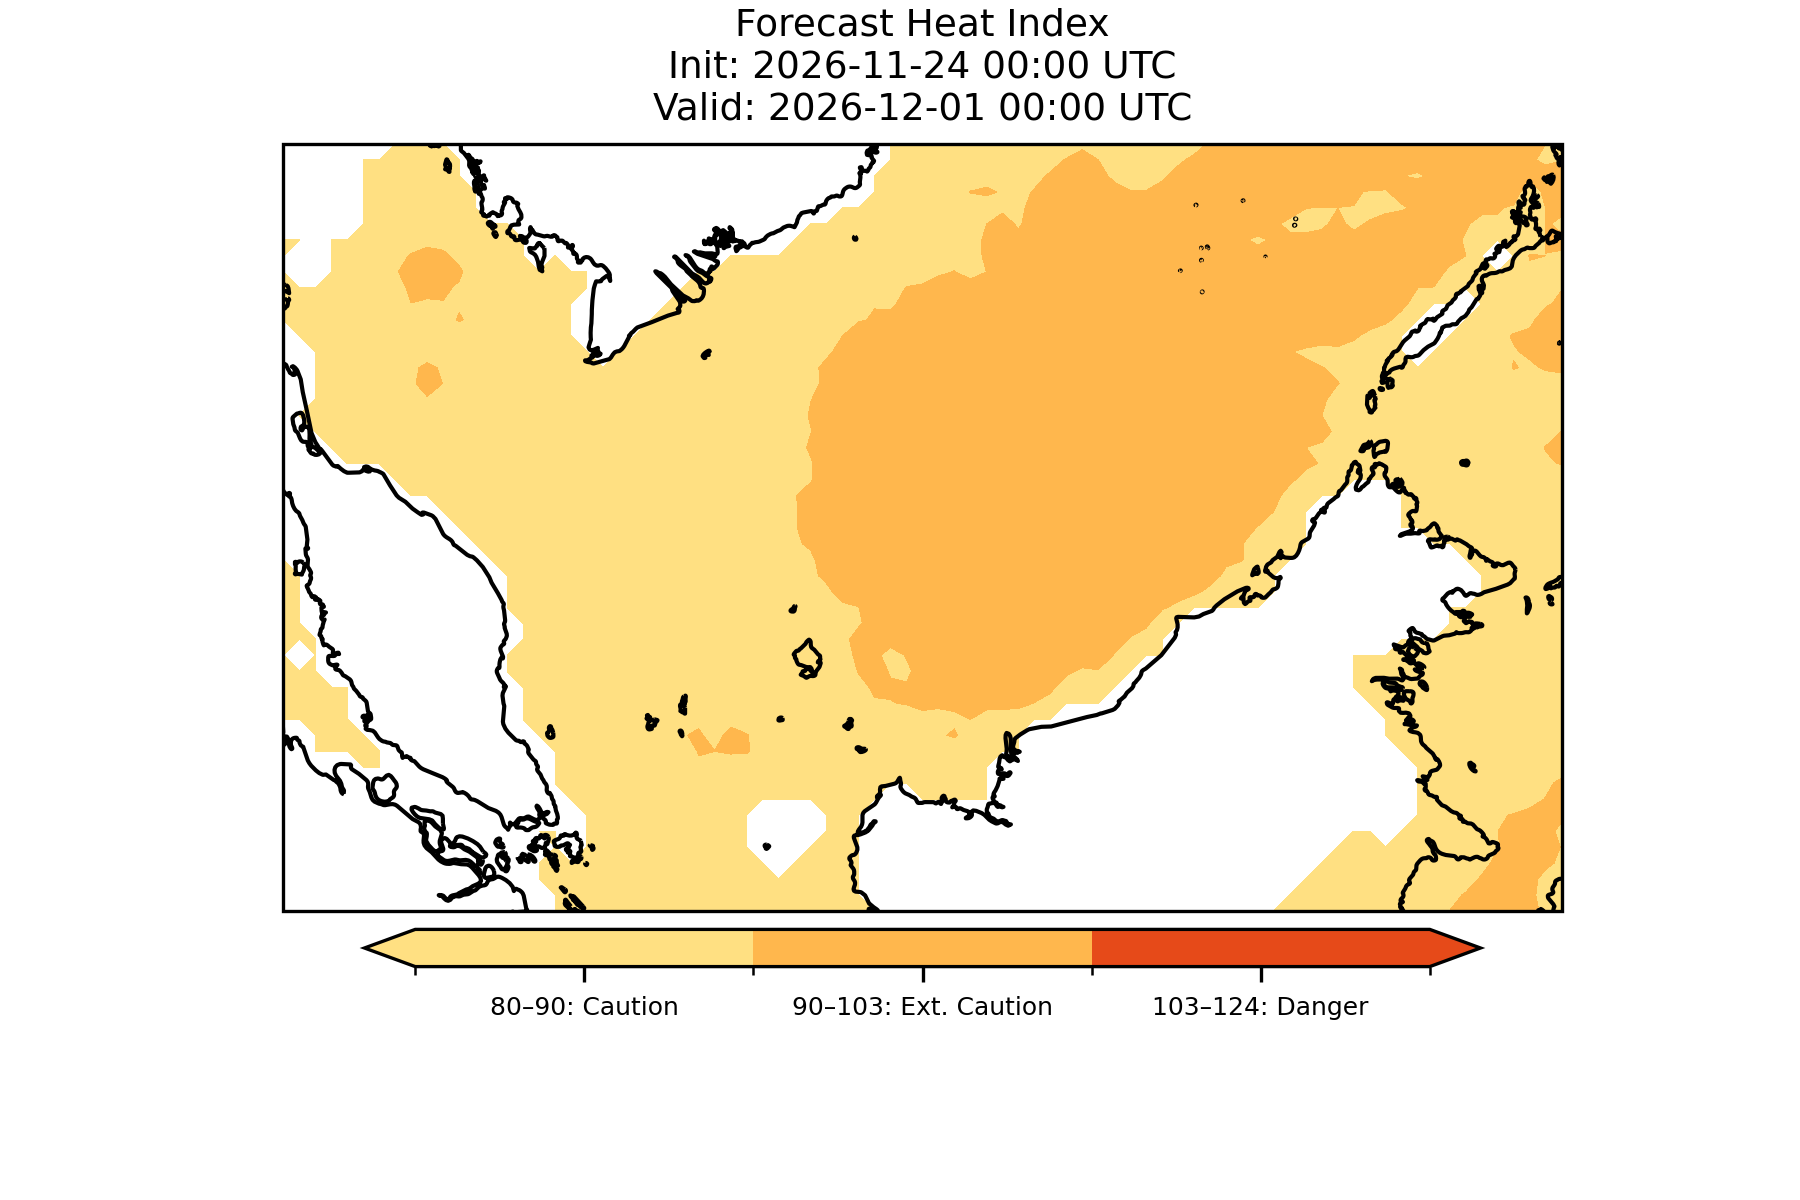 Forecast Heat Index
Init: 2026-11-24 00:00 UTC
Valid: 2026-12-01 00:00 UTC
80–90: Caution
90–103: Ext. Caution
103–124: Danger